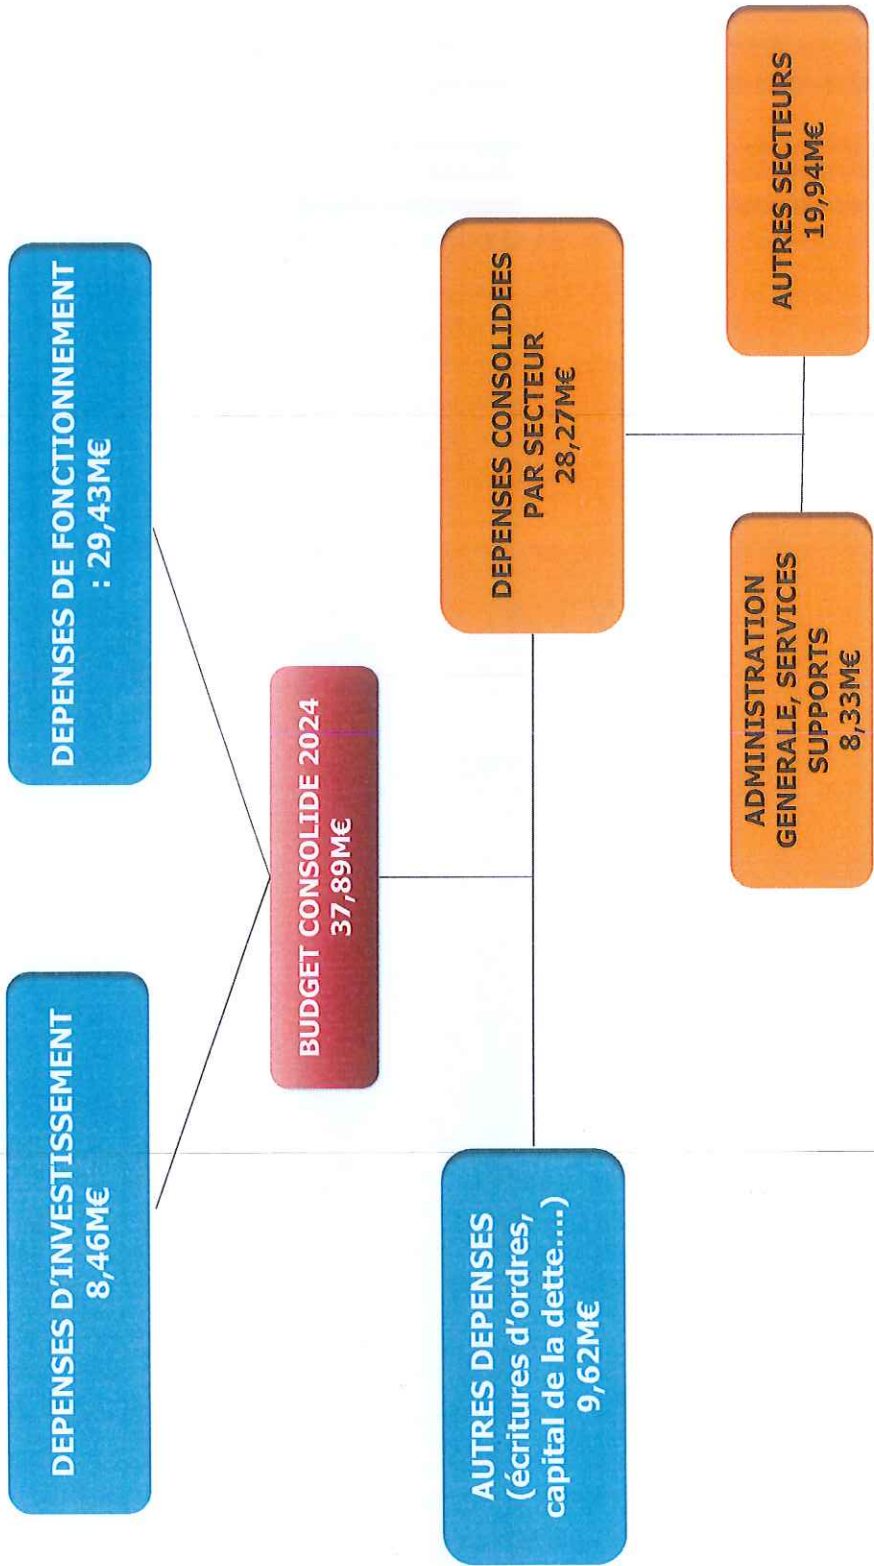 DEPENSES D'INVESTISSEMENT
8,46M€
DEPENSES DE FONCTIONNEMENT
: 29,43M€
BUDGET CONSOLIDE 2024
37,89M€
AUTRES DEPENSES
(écritures d'ordres,
capital de la dette....)
9,62M€
DEPENSES CONSOLIDEES
PAR SECTEUR
28,27M€
ADMINISTRATION
GENERALE, SERVICES
SUPPORTS
8,33M€
AUTRES SECTEURS
19,94M€